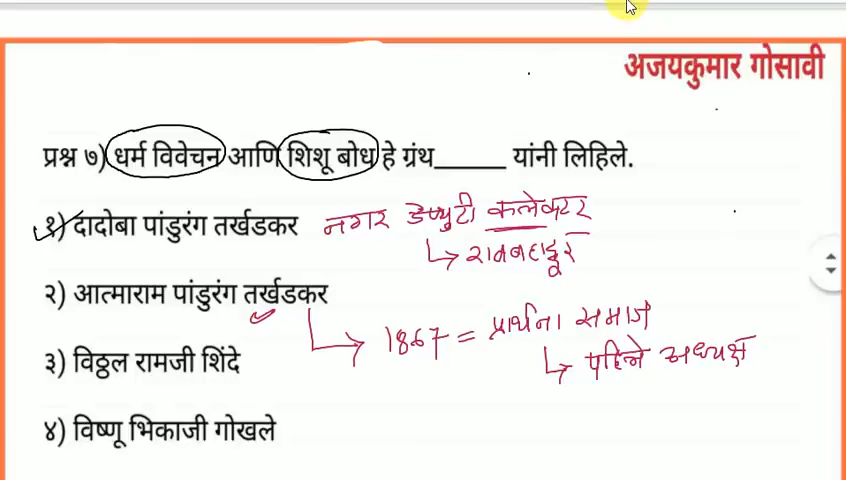 अजयकुमार गोसावी
प्रश्न ७) धर्म विवेचन आणि शिशू बोध हे ग्रंथ______ यांनी लिहिले.
१) दादोबा पांडुरंग तर्खडकर नगर डेप्युटी कलेक्टर
रावबहाद्दूर
२) आत्माराम पांडुरंग तर्खडकर
1867 = प्रार्थना समाज
पहिले अध्यक्ष
३) विठ्ठल रामजी शिंदे
४) विष्णू भिकाजी गोखले